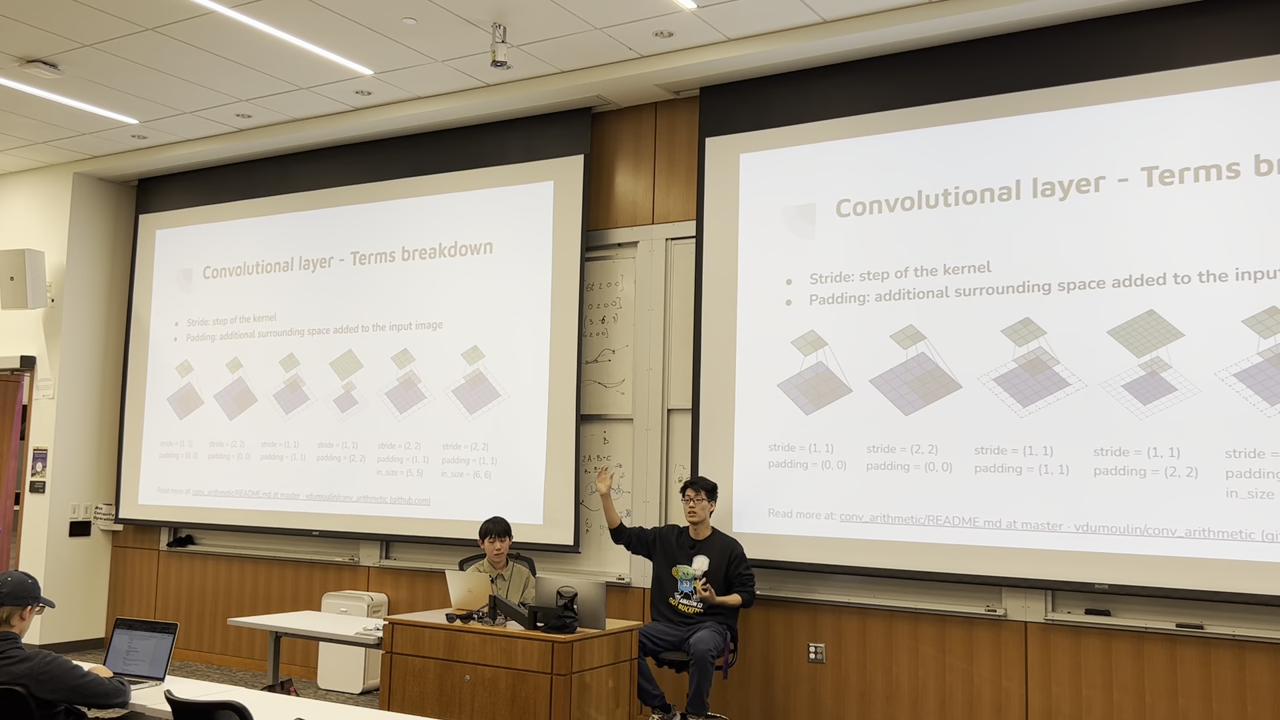 Convolutional layer - Terms breakdown
• Stride: step of the kernel
• Padding: additional surrounding space added to the input image
stride = (1, 1)
padding = (0, 0)
stride = (2, 2)
padding = (0, 0)
stride = (1, 1)
padding = (1, 1)
stride = (1, 1)
padding = (2, 2)
stride = (2, 2)
padding = (1, 1)
in_size = (5, 5)
stride = (2, 2)
padding = (1, 1)
in_size = (6, 6)
Read more at: conv_arithmetic/README.md at master · vdumoulin/conv_arithmetic (github.com)
Convolutional layer - Terms b
• Stride: step of the kernel
• Padding: additional surrounding space added to the input
stride = (1, 1)
padding = (0, 0)
stride = (2, 2)
padding = (0, 0)
stride = (1, 1)
padding = (1, 1)
stride = (1, 1)
padding = (2, 2)
stride =
padding
in_size
Read more at: conv_arithmetic/README.md at master · vdumoulin/conv_arithmetic (gi
AMAZON S3